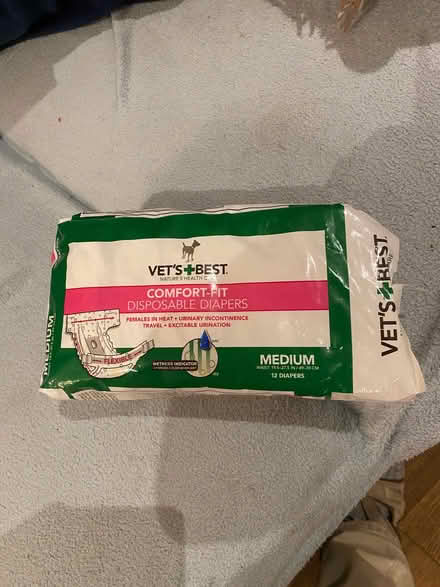 VET'S+BEST
NATURE'S HEALTH C
COMFORT-FIT
DISPOSABLE DIAPERS
FEMALES IN HEAT • URINARY INCONTINENCE
TRAVEL • EXCITABLE URINATION
FLEXIBLE
WETNESS INDICATOR
MEDIUM
12 DIAPERS
MEDIUM
VET'S+BEST